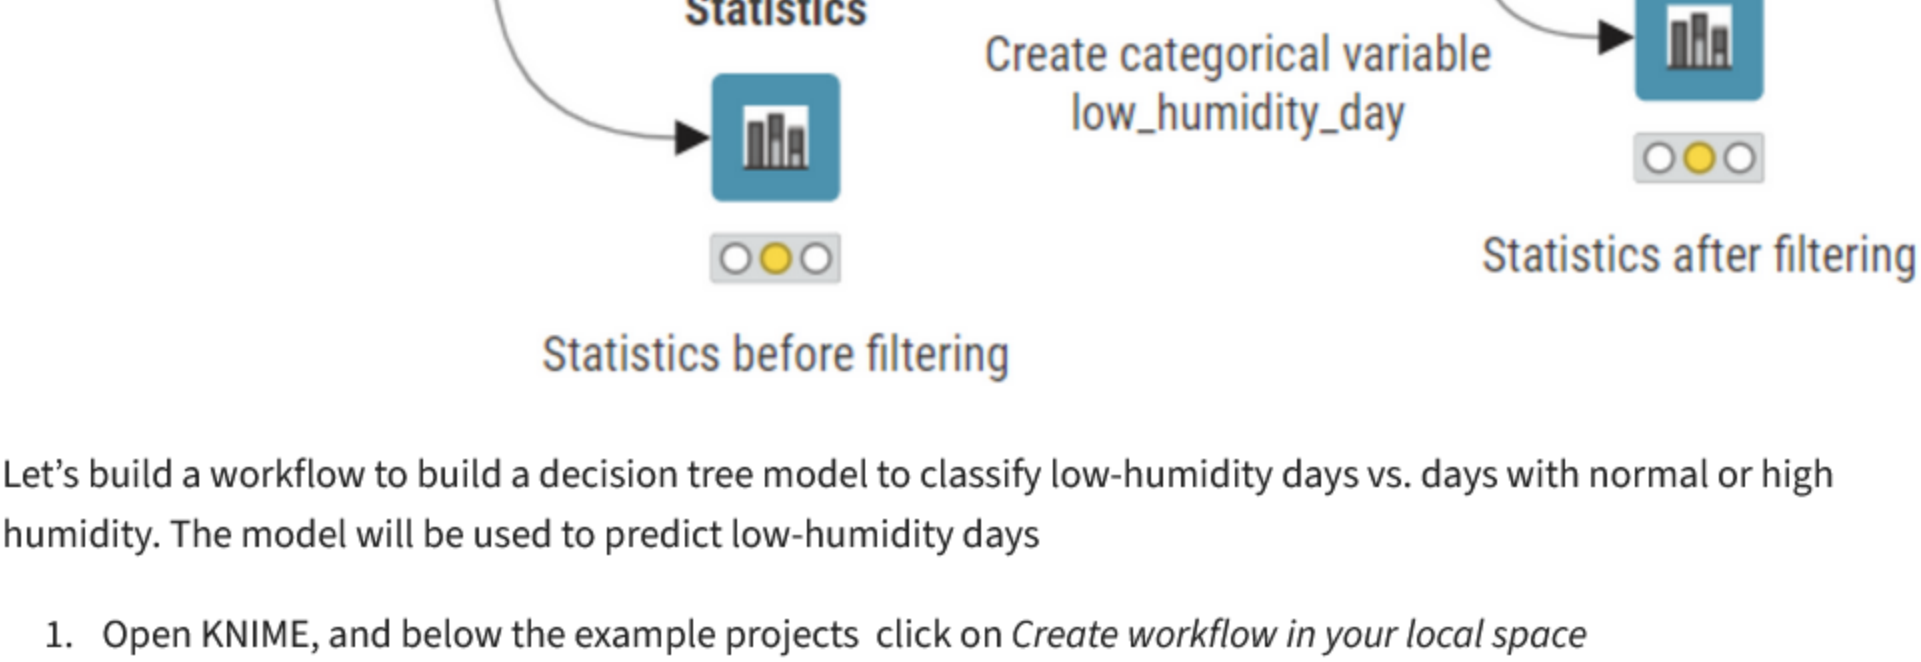 Statistics
Create categorical variable
low_humidity_day
Statistics after filtering
Statistics before filtering
Let’s build a workflow to build a decision tree model to classify low-humidity days vs. days with normal or high
humidity. The model will be used to predict low-humidity days
1. Open KNIME, and below the example projects click on Create workflow in your local space